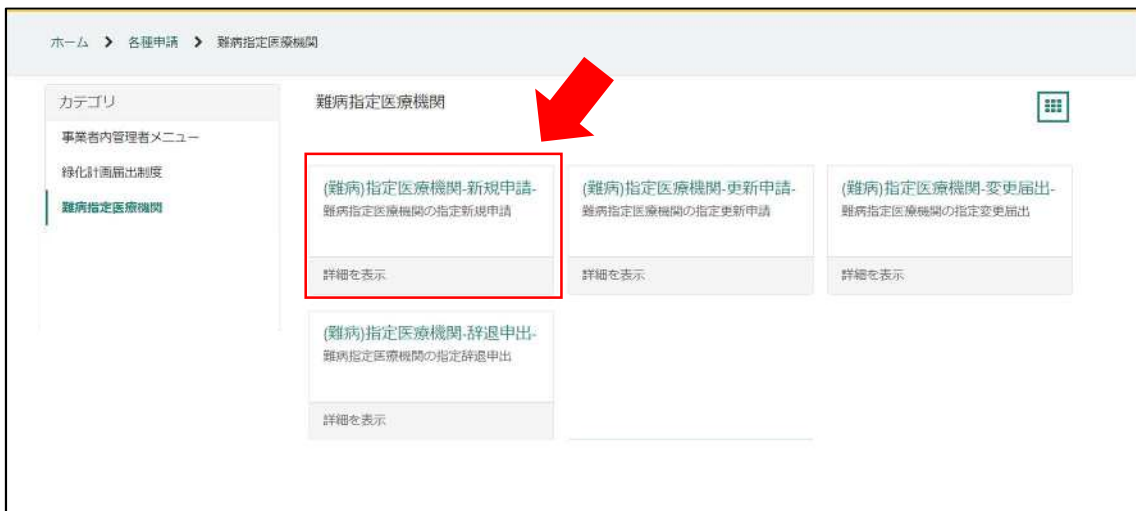 ホーム > 各種申請 > 難病指定医療機関
カテゴリ
事業者内管理者メニュー
緑化計画届出制度
難病指定医療機関
難病指定医療機関
(難病)指定医療機関-新規申請-
難病指定医療機関の指定新規申請
詳細を表示
(難病)指定医療機関-更新申請-
難病指定医療機関の指定更新申請
詳細を表示
(難病)指定医療機関-変更届出-
難病指定医療機関の指定変更届出
詳細を表示
(難病)指定医療機関-辞退申出-
難病指定医療機関の指定辞退申出
詳細を表示